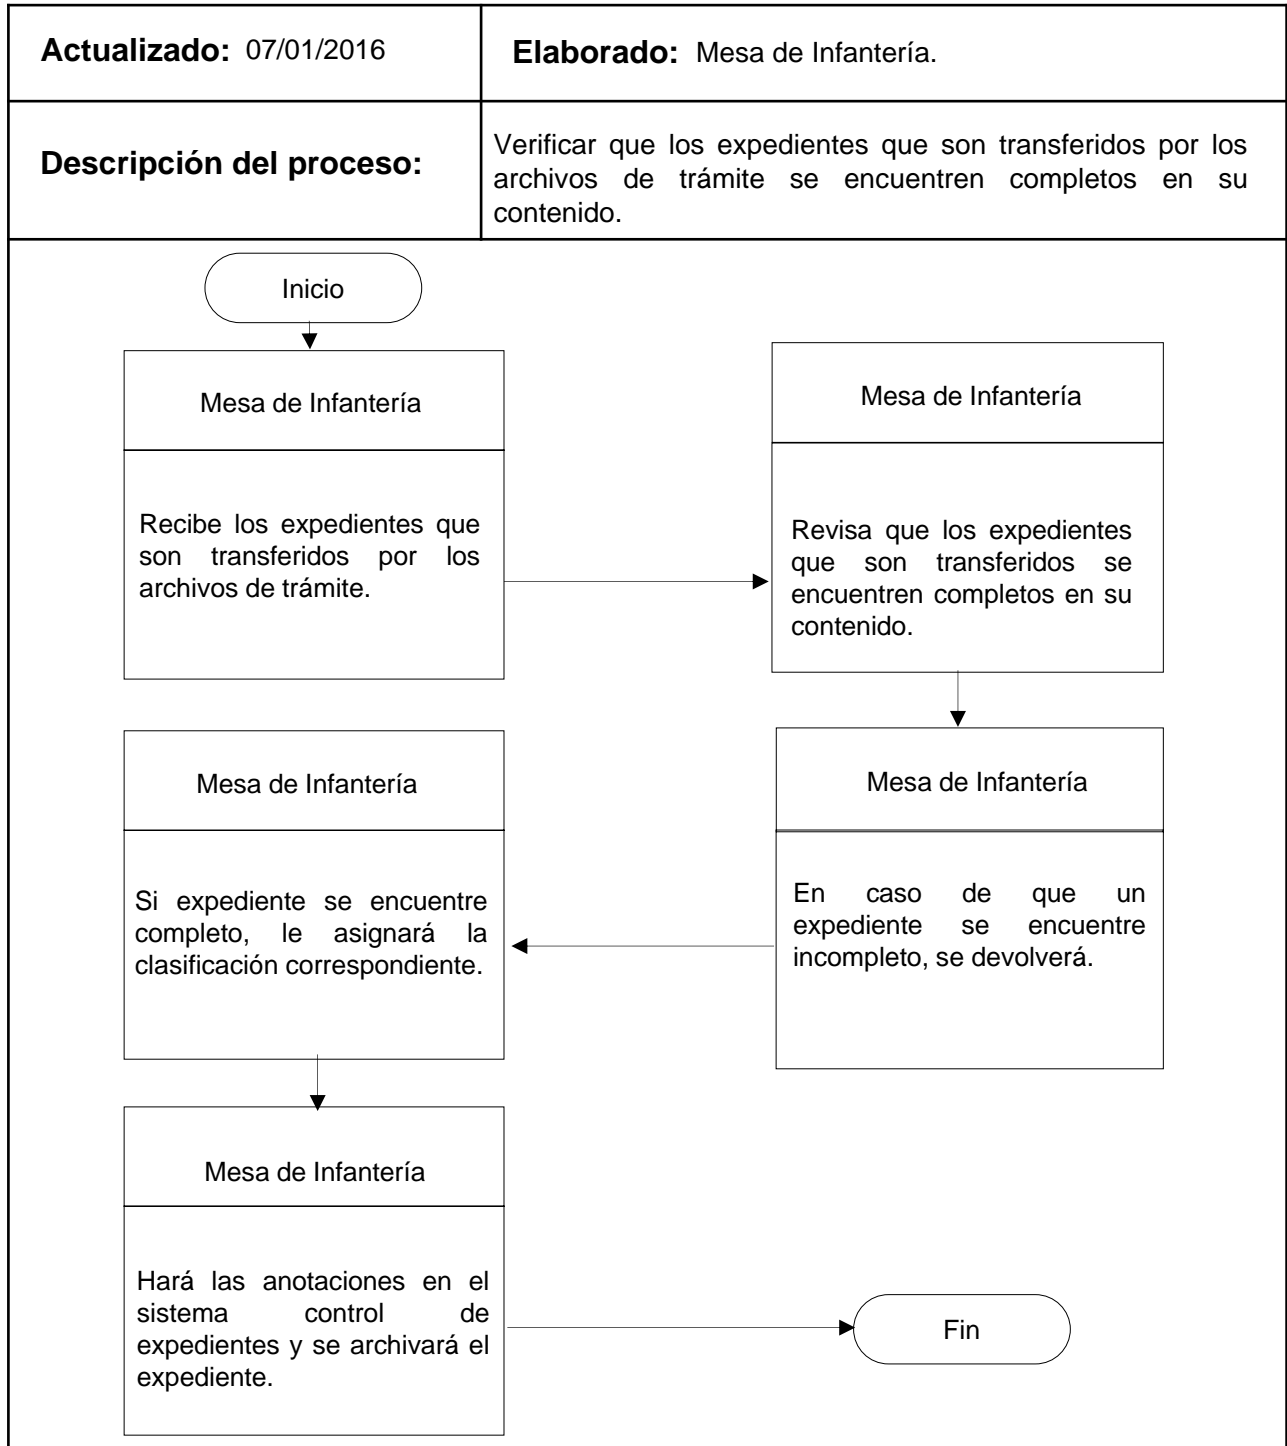 Actualizado: 07/01/2016
Elaborado: Mesa de Infantería.
Descripción del proceso:
Verificar que los expedientes que son transferidos por los
archivos de trámite se encuentren completos en su
contenido.
Inicio
Mesa de Infantería
Recibe los expedientes que
son transferidos por los
archivos de trámite.
Mesa de Infantería
Revisa que los expedientes
que son transferidos se
encuentren completos en su
contenido.
Mesa de Infantería
En caso de que un
expediente se encuentre
incompleto, se devolverá.
Mesa de Infantería
Si expediente se encuentre
completo, le asignará la
clasificación correspondiente.
Mesa de Infantería
Hará las anotaciones en el
sistema control de
expedientes y se archivará el
expediente.
Fin